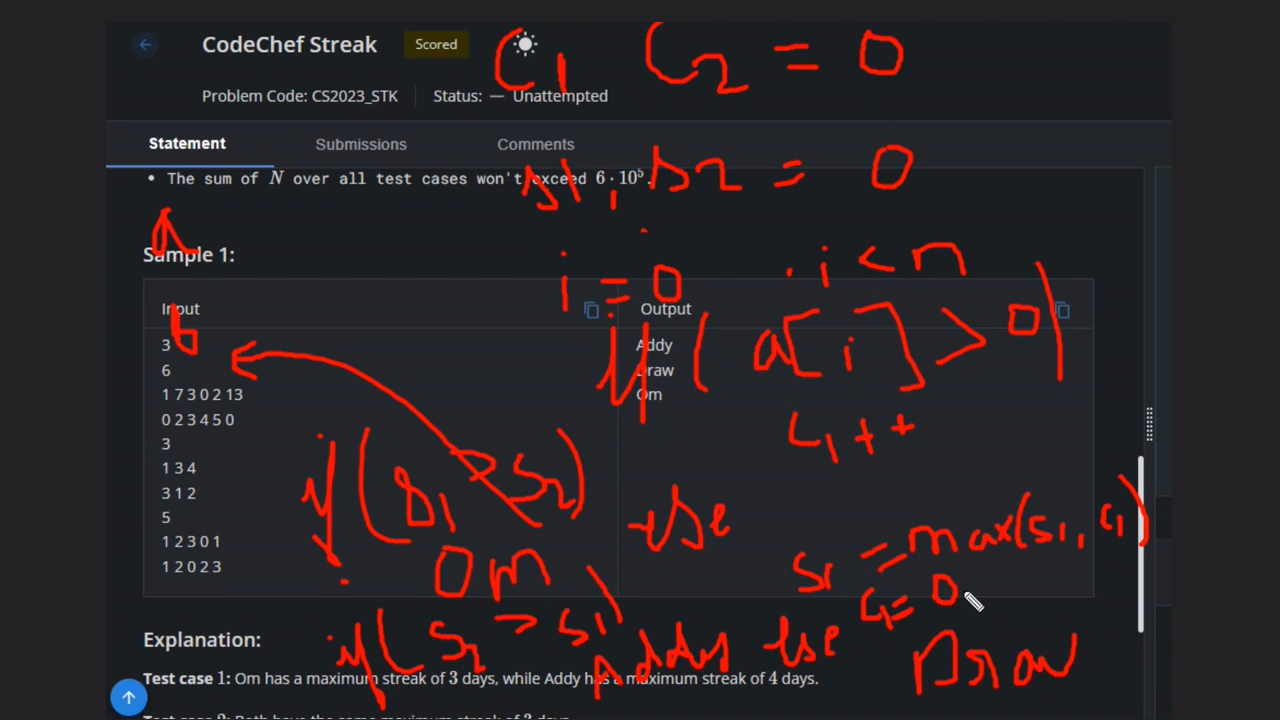 CodeChef Streak
Scored
C1 C2 = 0
Problem Code: CS2023_STK
Status: — Unattempted
Statement
Submissions
Comments
• The sum of N over all test cases won't exceed 6 · 10^5.
s1, s2 = 0
a
Sample 1:
i = 0 i < n
Input
b
Output
if ( a[i] > 0)
3
6
1 7 3 0 2 13
0 2 3 4 5 0
3
1 3 4
3 1 2
5
1 2 3 0 1
1 2 0 2 3
Addy
Draw
Om
C1++
if (s1 > s2)
Om
else
s1 = max(s1, c1)
c1 = 0
if (s2 > s1)
Addy else
Draw
Explanation:
Test case 1: Om has a maximum streak of 3 days, while Addy has a maximum streak of 4 days.